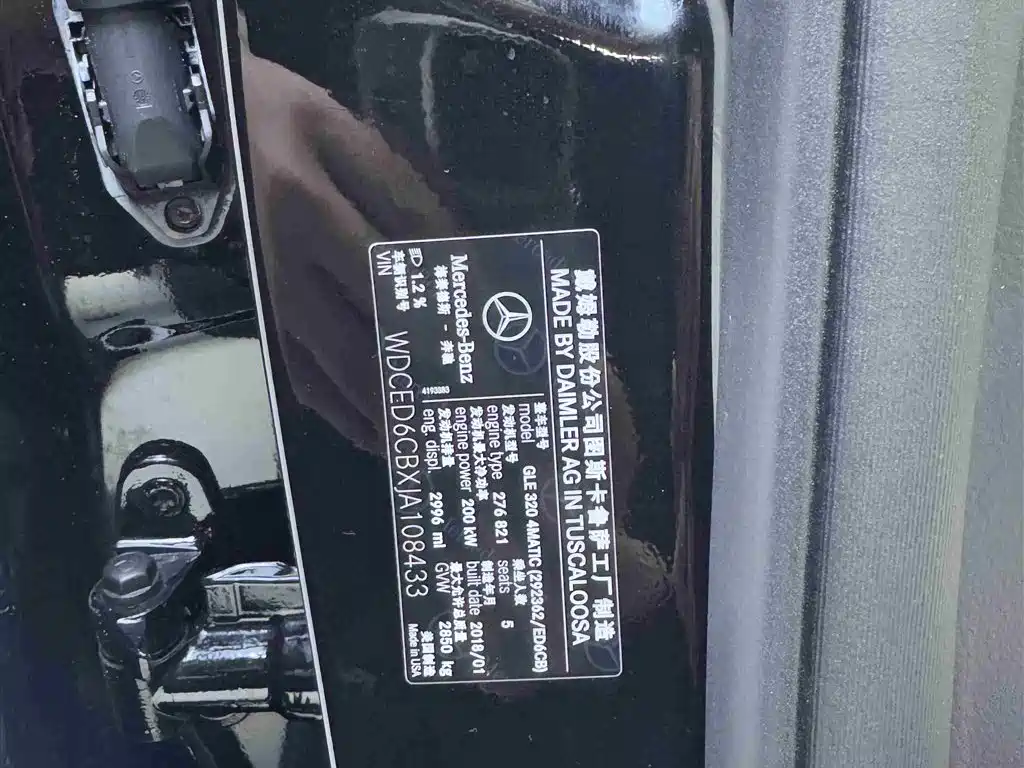 戴姆勒股份公司图斯卡鲁萨工厂制造
MADE BY DAIMLER AG IN TUSCALOOSA
整车型号
model GLE 320 4MATIC (292362/ED6CB)
发动机型号 乘坐人数
engine type 276 821 seats 5
发动机最大净功率 制造年月
engine power 200 kW built date 2018/01
发动机排量 最大允许总质量
eng. displ. 2996 ml GVW 2850 kg
Mercedes-Benz
梅赛德斯 - 奔驰
4193383
1.2 %
车辆识别号
VIN WDCED6CBXJA108433
美国制造
Made in USA